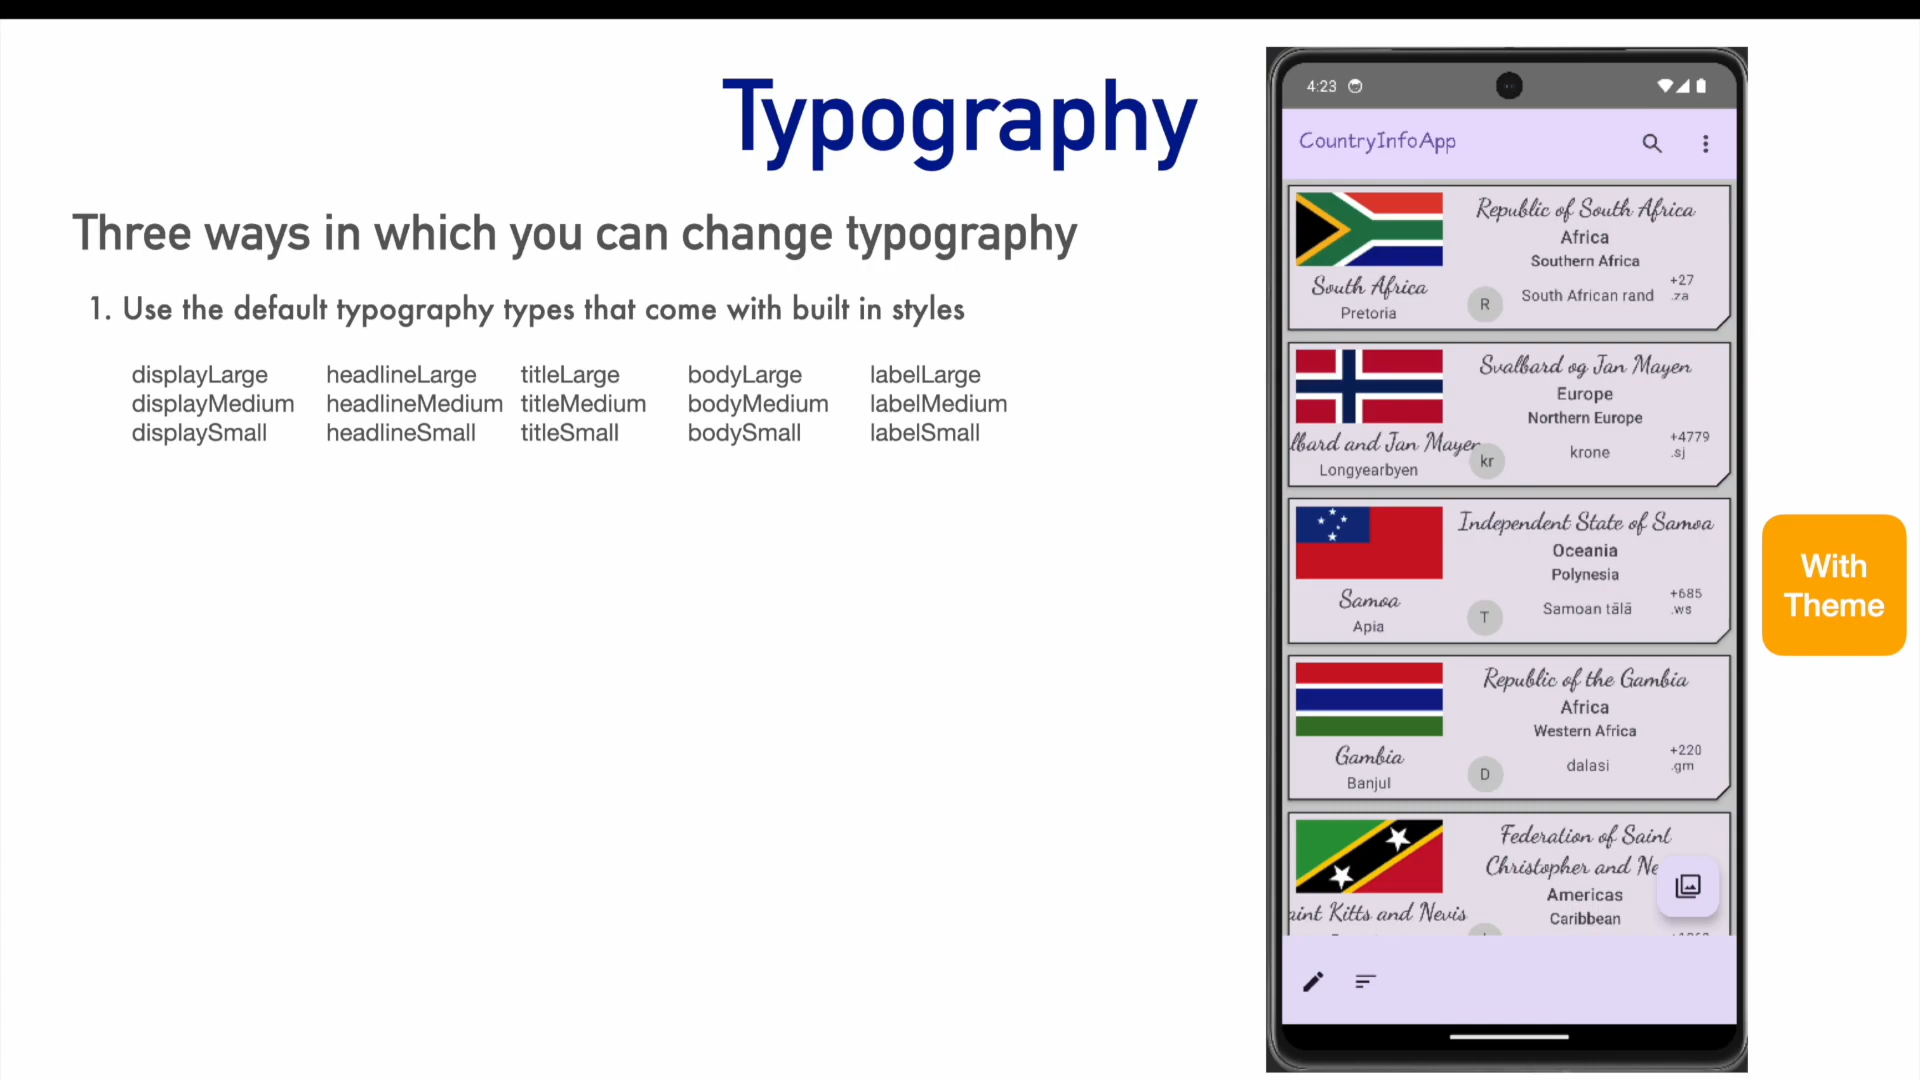 Typography
Three ways in which you can change typography
1. Use the default typography types that come with built in styles
displayLarge headlineLarge titleLarge bodyLarge labelLarge
displayMedium headlineMedium titleMedium bodyMedium labelMedium
displaySmall headlineSmall titleSmall bodySmall labelSmall
4:23
CountryInfoApp
Republic of South Africa
Africa
Southern Africa
South Africa
Pretoria
R
South African rand
+27
.za
Svalbard og Jan Mayen
Europe
Northern Europe
lbard and Jan Mayen
Longyearbyen
kr
krone
+4779
.sj
Independent State of Samoa
Oceania
Polynesia
Samoa
Apia
T
Samoan tālā
+685
.ws
Republic of the Gambia
Africa
Western Africa
Gambia
Banjul
D
dalasi
+220
.gm
Federation of Saint
Christopher and Ne
Americas
Caribbean
aint Kitts and Nevis
With
Theme